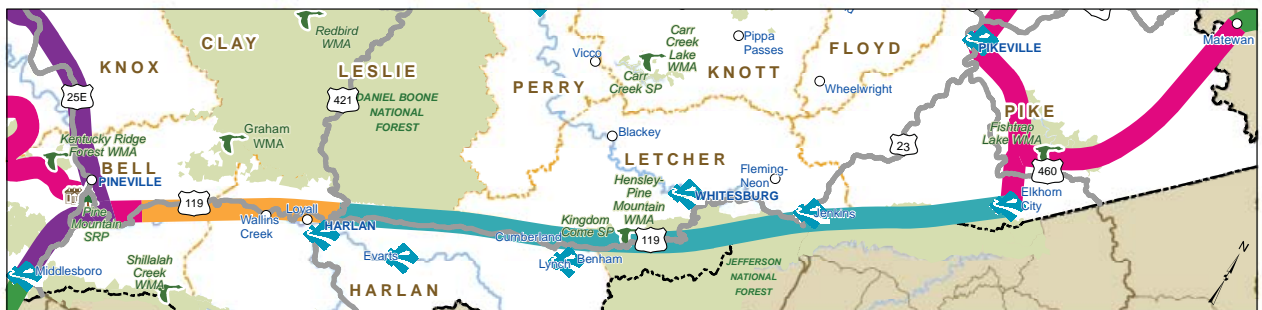 Redbird
WMA
CLAY
KNOX
LESLIE
25E
421
DANIEL BOONE
NATIONAL
FOREST
Graham
WMA
Kentucky Ridge
Forest WMA
BELL
PINEVILLE
Pine
Mountain
SRP
119
Wallins
Creek
Loyall
HARLAN
Middlesboro
Shillalah
Creek
WMA
Evarts
HARLAN
PERRY
Vicco
Carr
Creek
Lake
WMA
Carr
Creek SP
Pippa
Passes
KNOTT
FLOYD
Wheelwright
Blackey
LETCHER
Fleming-
Neon
Hensley-
Pine
Mountain
WMA
WHITESBURG
Kingdom
Come SP
Cumberland
119
Lynch
Benham
Jenkins
JEFFERSON
NATIONAL
FOREST
23
PIKEVILLE
Matewan
PIKE
Fishtrap
Lake WMA
460
Elkhorn
City
N